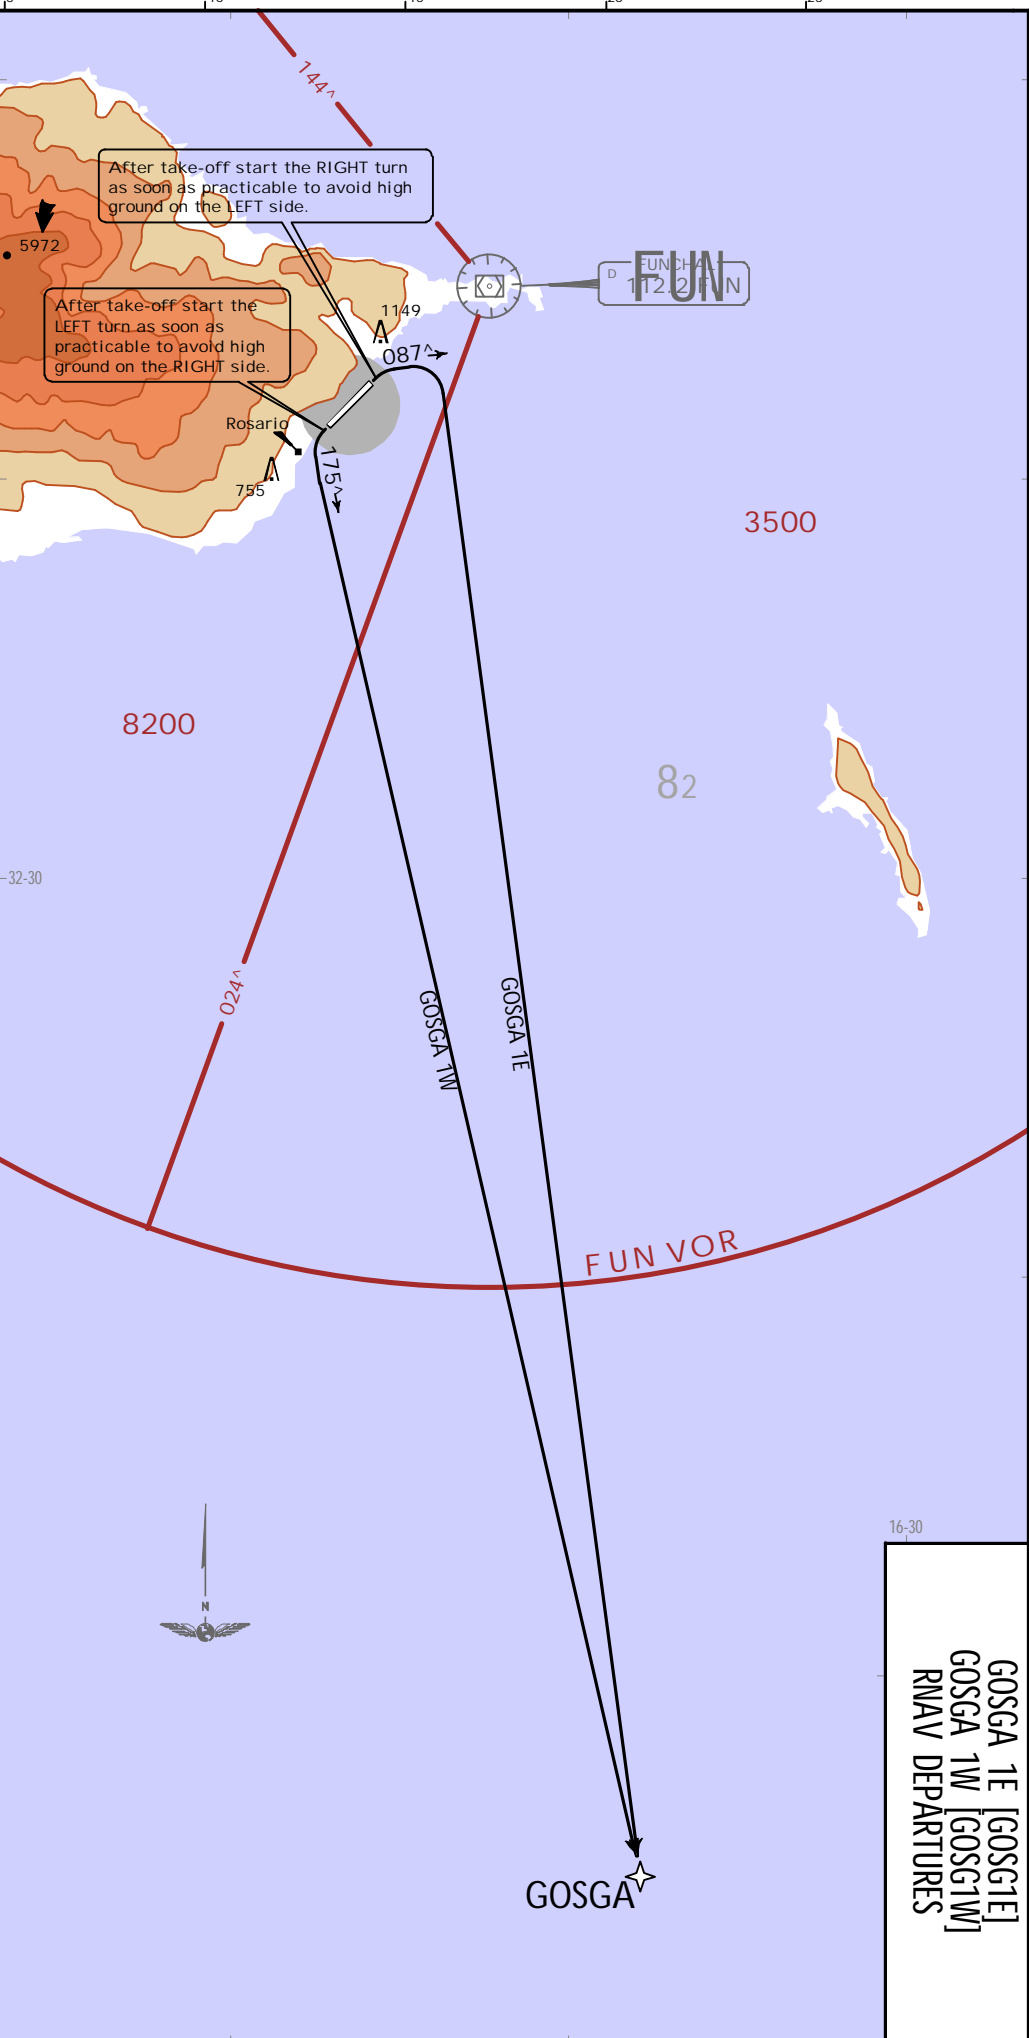 144^
After take-off start the RIGHT turn
as soon as practicable to avoid high
ground on the LEFT side.
5972
FUNCHAL
D
FUN
After take-off start the
LEFT turn as soon as
practicable to avoid high
ground on the RIGHT side.
1149
087^
Rosario
175^
755
3500
8200
82
32-30
024^
GOSGA 1W
GOSGA 1E
FUN VOR
N
16-30
GOSGA 1E [GOSG1E]
GOSGA 1W [GOSG1W]
RNAV DEPARTURES
GOSGA